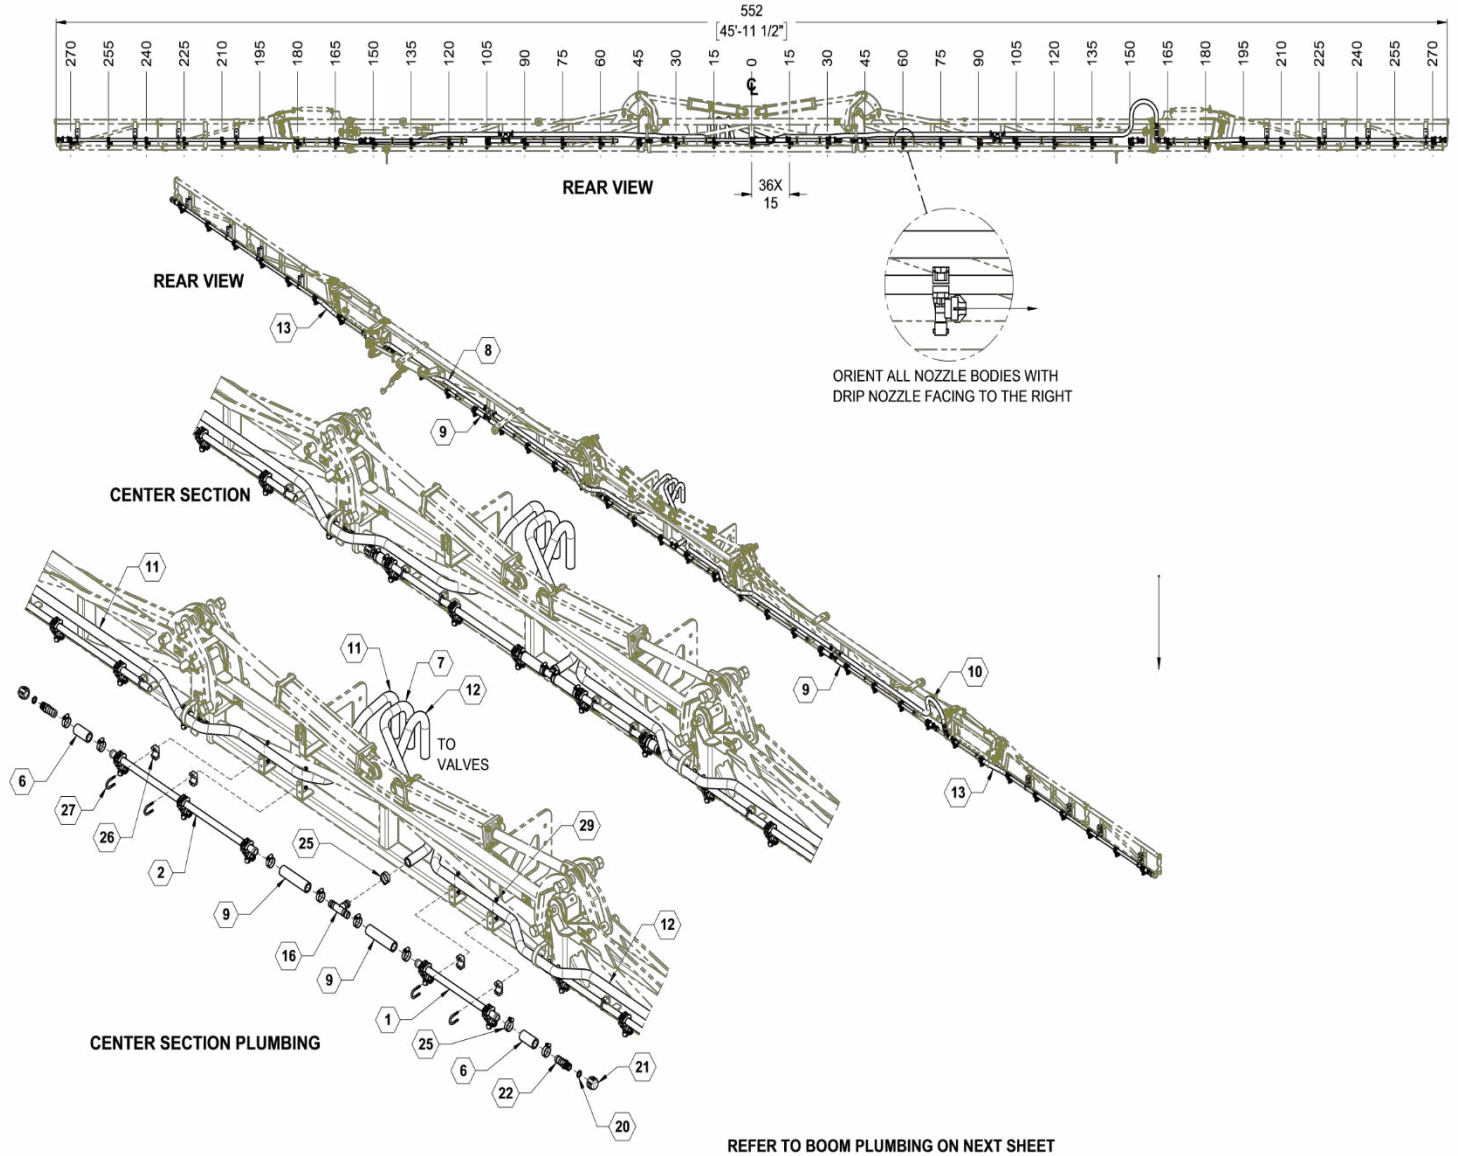 552
[45'-11 1/2"]
270 255 240 225 210 195 180 165 150 135 120 105 90 75 60 45 30 15 0 15 30 45 60 75 90 105 120 135 150 165 180 195 210 225 240 255 270
℄
REAR VIEW
36X
15
REAR VIEW
13
8
9
ORIENT ALL NOZZLE BODIES WITH
DRIP NOZZLE FACING TO THE RIGHT
CENTER SECTION
11
11
7
12
TO
VALVES
9
10
13
6
27
26
2
25
29
9
16
9
12
1
25
6
22
21
20
CENTER SECTION PLUMBING
REFER TO BOOM PLUMBING ON NEXT SHEET